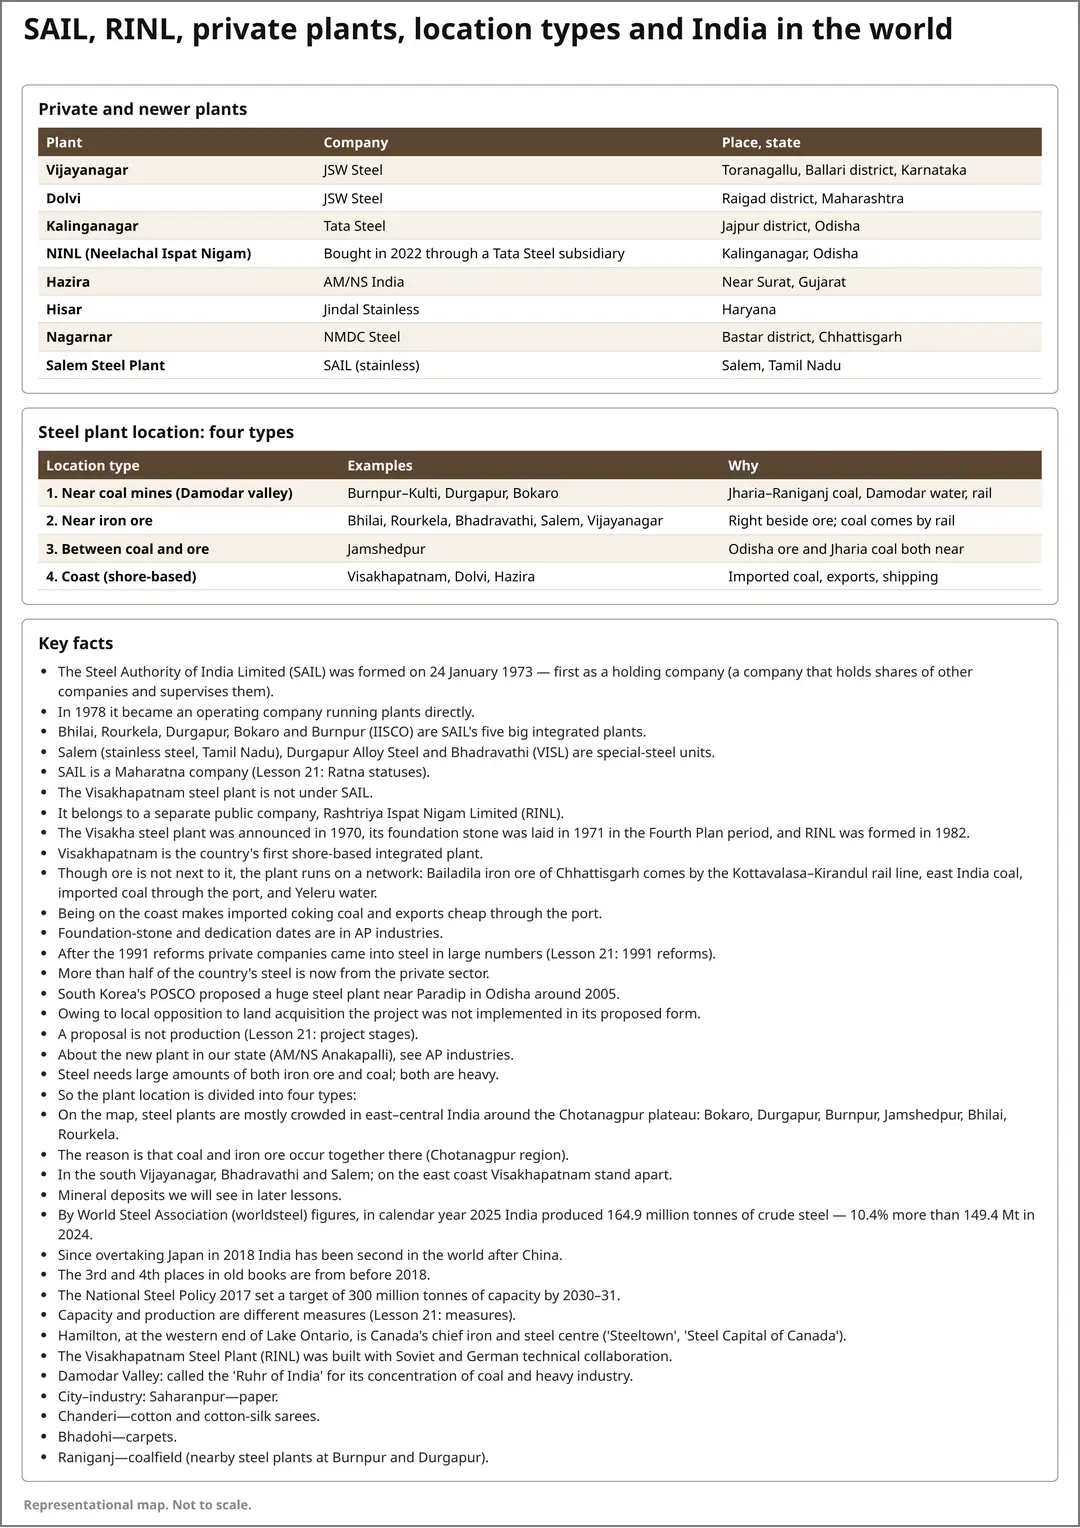 SAIL, RINL, private plants, location types and India in the world
Private and newer plants
Plant Company Place, state
Vijayanagar JSW Steel Toranagallu, Ballari district, Karnataka
Dolvi JSW Steel Raigad district, Maharashtra
Kalinganagar Tata Steel Jajpur district, Odisha
NINL (Neelachal Ispat Nigam) Bought in 2022 through a Tata Steel subsidiary Kalinganagar, Odisha
Hazira AM/NS India Near Surat, Gujarat
Hisar Jindal Stainless Haryana
Nagarnar NMDC Steel Bastar district, Chhattisgarh
Salem Steel Plant SAIL (stainless) Salem, Tamil Nadu
Steel plant location: four types
Location type Examples Why
1. Near coal mines (Damodar valley) Burnpur–Kulti, Durgapur, Bokaro Jharia–Raniganj coal, Damodar water, rail
2. Near iron ore Bhilai, Rourkela, Bhadravathi, Salem, Vijayanagar Right beside ore; coal comes by rail
3. Between coal and ore Jamshedpur Odisha ore and Jharia coal both near
4. Coast (shore-based) Visakhapatnam, Dolvi, Hazira Imported coal, exports, shipping
Key facts
• The Steel Authority of India Limited (SAIL) was formed on 24 January 1973 — first as a holding company (a company that holds shares of other
companies and supervises them).
• In 1978 it became an operating company running plants directly.
• Bhilai, Rourkela, Durgapur, Bokaro and Burnpur (IISCO) are SAIL's five big integrated plants.
• Salem (stainless steel, Tamil Nadu), Durgapur Alloy Steel and Bhadravathi (VISL) are special-steel units.
• SAIL is a Maharatna company (Lesson 21: Ratna statuses).
• The Visakhapatnam steel plant is not under SAIL.
• It belongs to a separate public company, Rashtriya Ispat Nigam Limited (RINL).
• The Visakha steel plant was announced in 1970, its foundation stone was laid in 1971 in the Fourth Plan period, and RINL was formed in 1982.
• Visakhapatnam is the country's first shore-based integrated plant.
• Though ore is not next to it, the plant runs on a network: Bailadila iron ore of Chhattisgarh comes by the Kottavalasa–Kirandul rail line, east India coal,
imported coal through the port, and Yeleru water.
• Being on the coast makes imported coking coal and exports cheap through the port.
• Foundation-stone and dedication dates are in AP industries.
• After the 1991 reforms private companies came into steel in large numbers (Lesson 21: 1991 reforms).
• More than half of the country's steel is now from the private sector.
• South Korea's POSCO proposed a huge steel plant near Paradip in Odisha around 2005.
• Owing to local opposition to land acquisition the project was not implemented in its proposed form.
• A proposal is not production (Lesson 21: project stages).
• About the new plant in our state (AM/NS Anakapalli), see AP industries.
• Steel needs large amounts of both iron ore and coal; both are heavy.
• So the plant location is divided into four types:
• On the map, steel plants are mostly crowded in east–central India around the Chotanagpur plateau: Bokaro, Durgapur, Burnpur, Jamshedpur, Bhilai,
Rourkela.
• The reason is that coal and iron ore occur together there (Chotanagpur region).
• In the south Vijayanagar, Bhadravathi and Salem; on the east coast Visakhapatnam stand apart.
• Mineral deposits we will see in later lessons.
• By World Steel Association (worldsteel) figures, in calendar year 2025 India produced 164.9 million tonnes of crude steel — 10.4% more than 149.4 Mt in
2024.
• Since overtaking Japan in 2018 India has been second in the world after China.
• The 3rd and 4th places in old books are from before 2018.
• The National Steel Policy 2017 set a target of 300 million tonnes of capacity by 2030–31.
• Capacity and production are different measures (Lesson 21: measures).
• Hamilton, at the western end of Lake Ontario, is Canada's chief iron and steel centre ('Steeltown', 'Steel Capital of Canada').
• The Visakhapatnam Steel Plant (RINL) was built with Soviet and German technical collaboration.
• Damodar Valley: called the 'Ruhr of India' for its concentration of coal and heavy industry.
• City–industry: Saharanpur—paper.
• Chanderi—cotton and cotton-silk sarees.
• Bhadohi—carpets.
• Raniganj—coalfield (nearby steel plants at Burnpur and Durgapur).
Representational map. Not to scale.